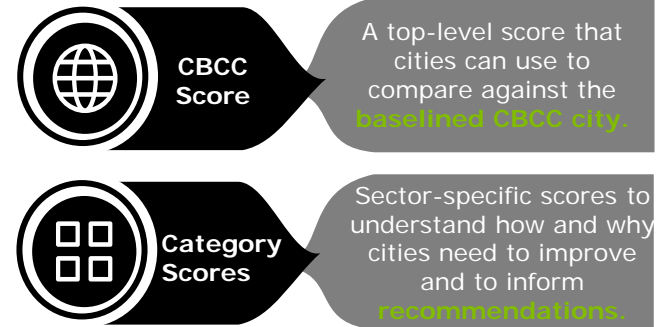 CBCC
Score
A top-level score that
cities can use to
compare against the
baselined CBCC city.
Category
Scores
Sector-specific scores to
understand how and why
cities need to improve
and to inform
recommendations.